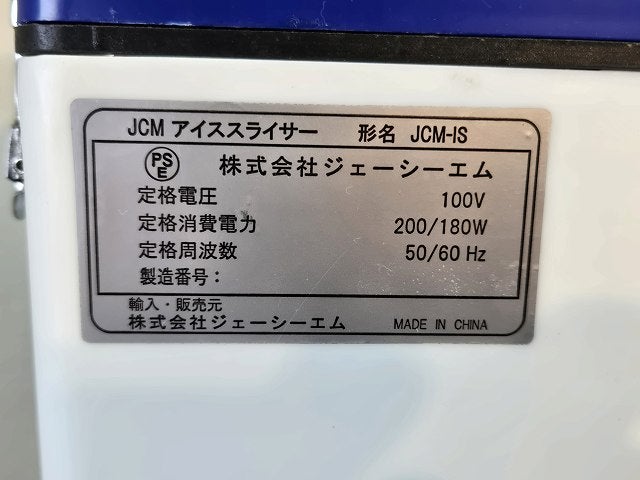 JCM アイススライサー 形名 JCM-IS
PSE 株式会社ジェーシーエム
定格電圧 100V
定格消費電力 200/180W
定格周波数 50/60 Hz
製造番号：
輸入・販売元
株式会社ジェーシーエム MADE IN CHINA